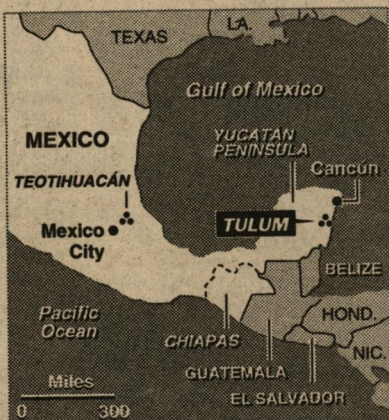 TEXAS
LA.
Gulf of Mexico
MEXICO
YUCATAN
PENINSULA
TEOTIHUACÁN
Cancún
Mexico
City
TULUM
BELIZE
Pacific
Ocean
HOND.
CHIAPAS
GUATEMALA
NIC.
EL SALVADOR
Miles
0 300